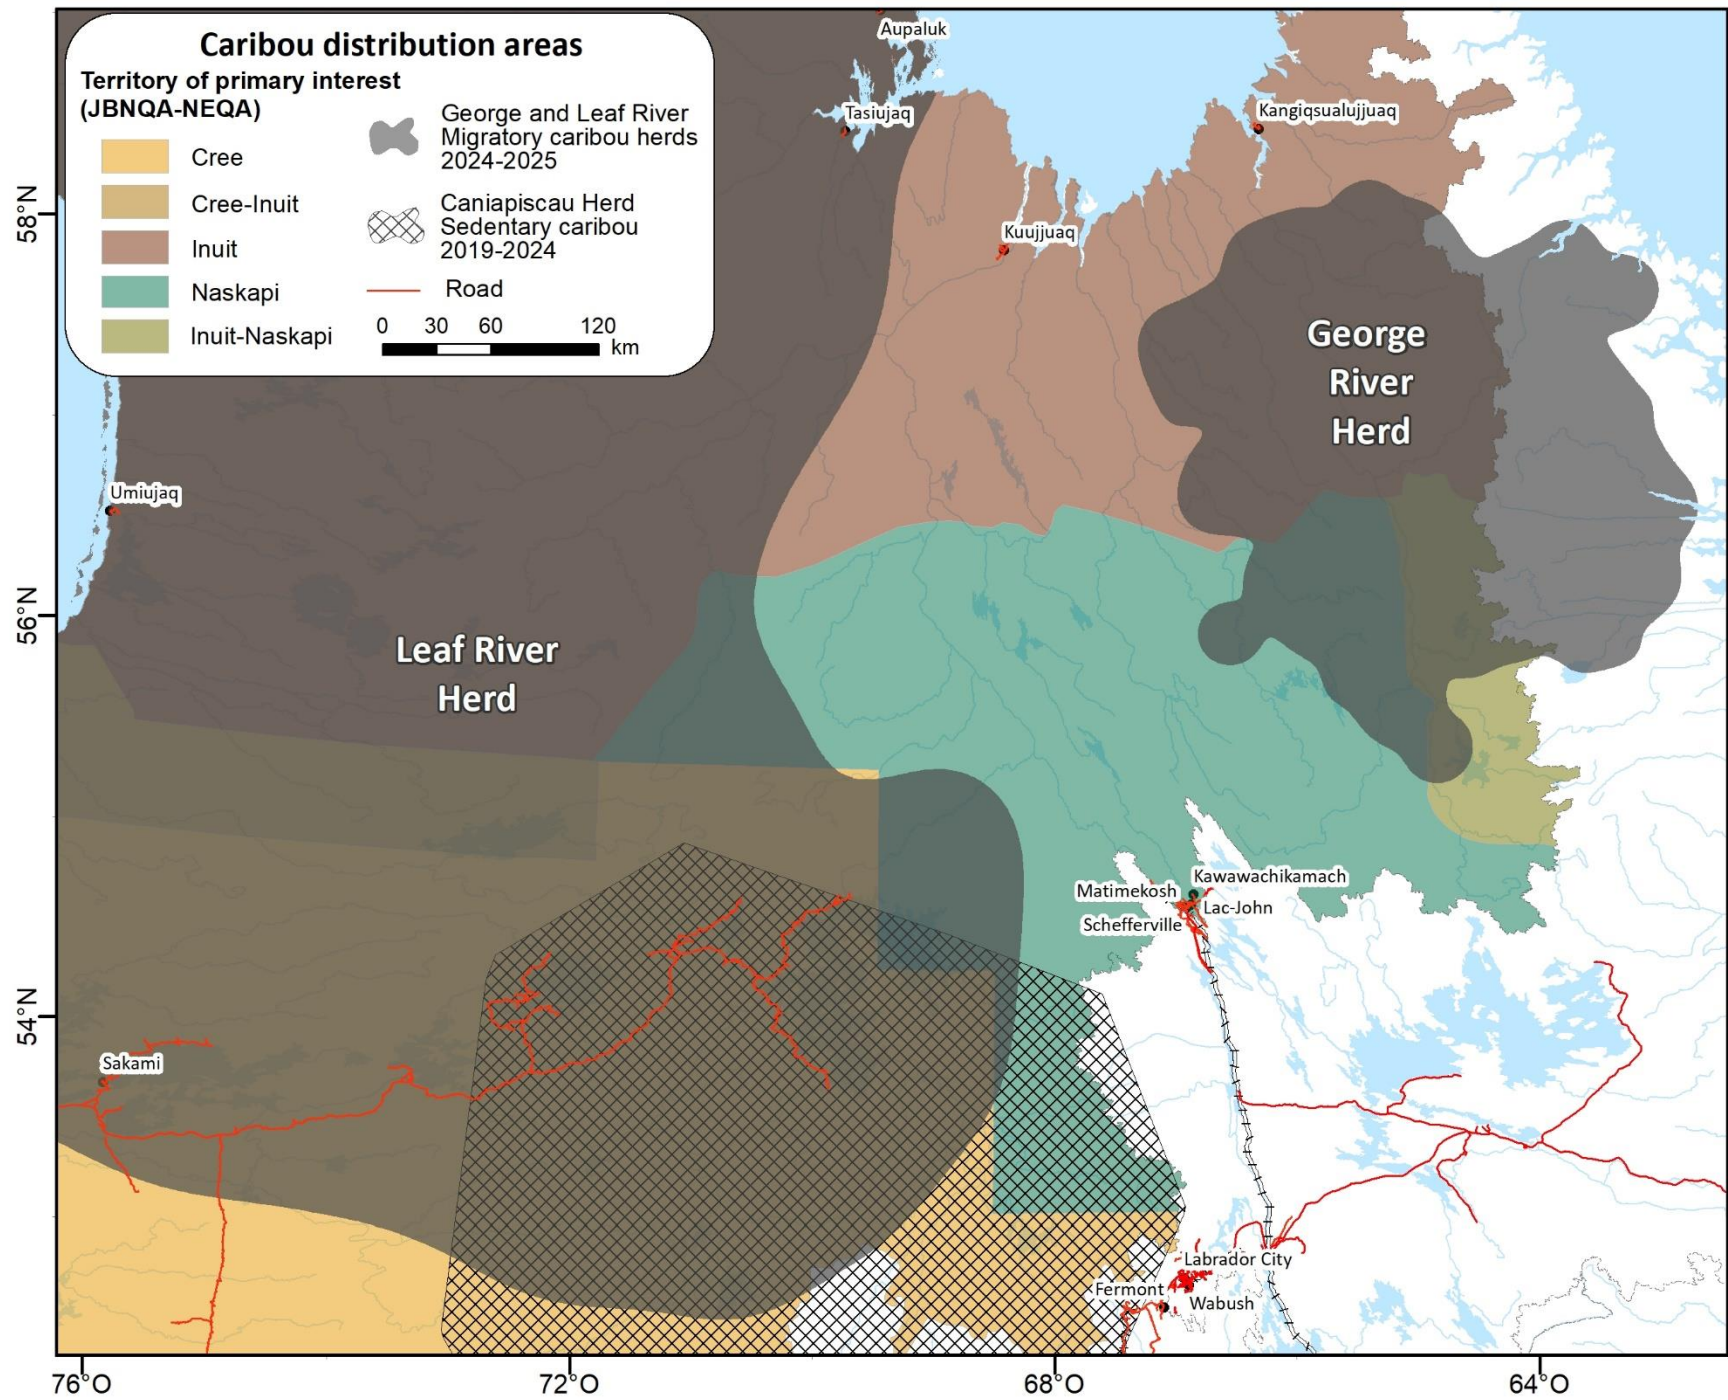 Caribou distribution areas
Territory of primary interest
(JBNQA-NEQA)
Cree
Cree-Inuit
Inuit
Naskapi
Inuit-Naskapi
George and Leaf River
Migratory caribou herds
2024-2025
Caniapiscau Herd
Sedentary caribou
2019-2024
Road
0 30 60 120
km
Aupaluk
Tasiujaq
Kangiqsualujjuaq
Kuujjuaq
Umiujaq
George
River
Herd
Leaf River
Herd
Kawawachikamach
Matimekosh
Lac-John
Schefferville
Sakami
Labrador City
Fermont
Wabush
58°N
56°N
54°N
76°O
72°O
68°O
64°O